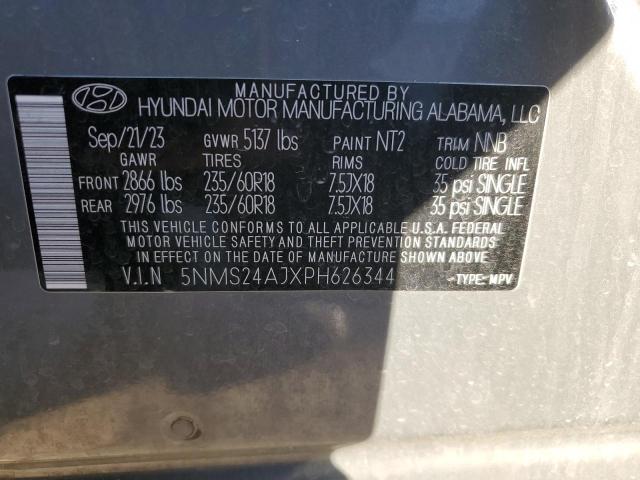 MANUFACTURED BY
HYUNDAI MOTOR MANUFACTURING ALABAMA, LLC
Sep/21/23 GVWR 5137 lbs PAINT NT2 TRIM NNB
GAWR TIRES RIMS COLD TIRE INFL
FRONT 2866 lbs 235/60R18 7.5JX18 35 psi SINGLE
REAR 2976 lbs 235/60R18 7.5JX18 35 psi SINGLE
THIS VEHICLE CONFORMS TO ALL APPLICABLE U.S.A. FEDERAL
MOTOR VEHICLE SAFETY AND THEFT PREVENTION STANDARDS
IN EFFECT ON THE DATE OF MANUFACTURE SHOWN ABOVE.
V.I.N 5NMS24AJXPH626344 -TYPE: MPV